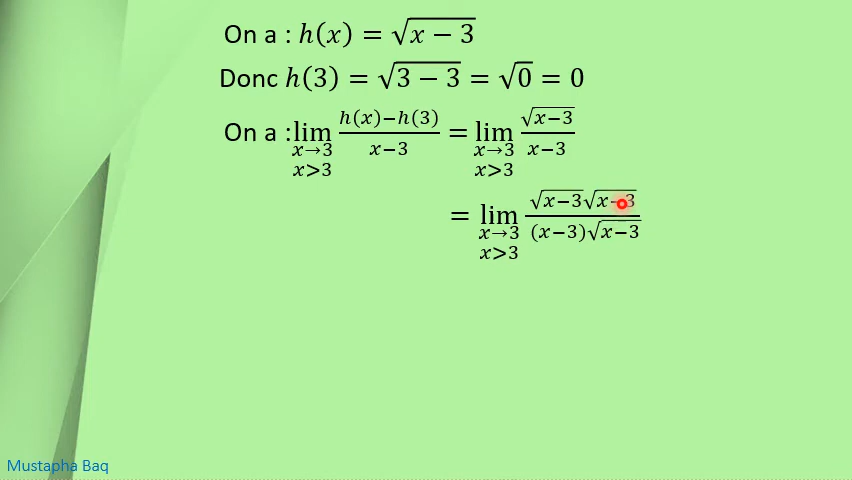 On a : h(x) = √(x − 3)
Donc h(3) = √(3 − 3) = √0 = 0
On a : lim_{x→3, x>3} (h(x)−h(3))/(x−3) = lim_{x→3, x>3} √(x−3)/(x−3)
= lim_{x→3, x>3} (√(x−3)√(x−3))/((x−3)√(x−3))
Mustapha Baq